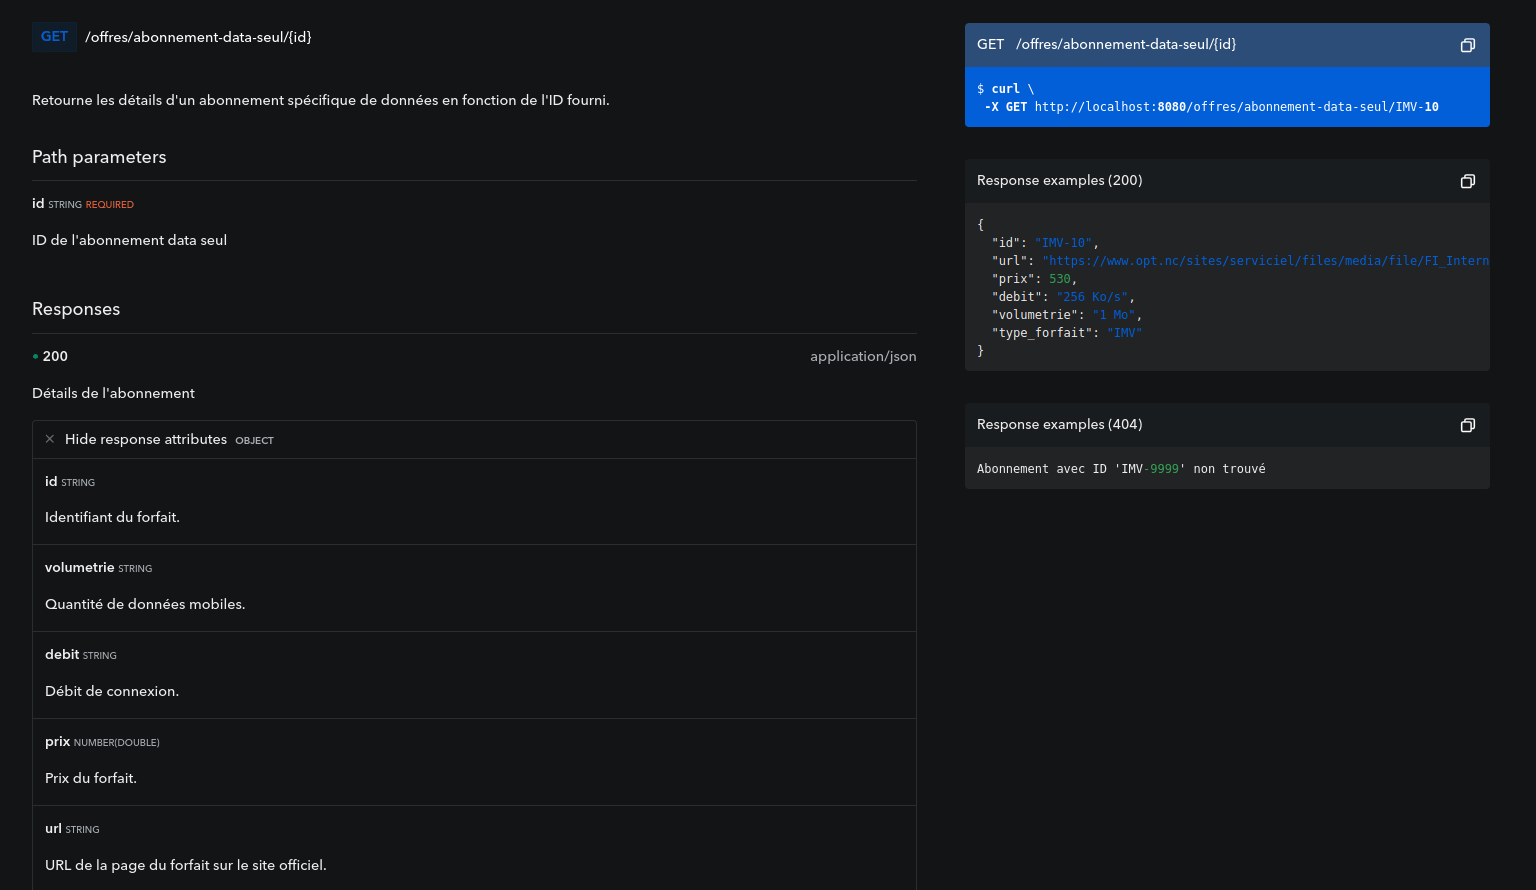 GET /offres/abonnement-data-seul/{id}
Retourne les détails d'un abonnement spécifique de données en fonction de l'ID fourni.
Path parameters
id STRING REQUIRED
ID de l'abonnement data seul
Responses
200 application/json
Détails de l'abonnement
Hide response attributes OBJECT
id STRING
Identifiant du forfait.
volumetrie STRING
Quantité de données mobiles.
debit STRING
Débit de connexion.
prix NUMBER(DOUBLE)
Prix du forfait.
url STRING
URL de la page du forfait sur le site officiel.
GET /offres/abonnement-data-seul/{id}
$ curl \
-X GET http://localhost:8080/offres/abonnement-data-seul/IMV-10
Response examples (200)
{
"id": "IMV-10",
"url": "https://www.opt.nc/sites/serviciel/files/media/file/FI_Intern
"prix": 530,
"debit": "256 Ko/s",
"volumetrie": "1 Mo",
"type_forfait": "IMV"
}
Response examples (404)
Abonnement avec ID 'IMV-9999' non trouvé